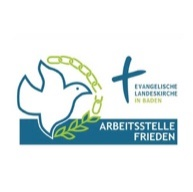 EVANGELISCHE
LANDESKIRCHE
IN BADEN
ARBEITSSTELLE
FRIEDEN